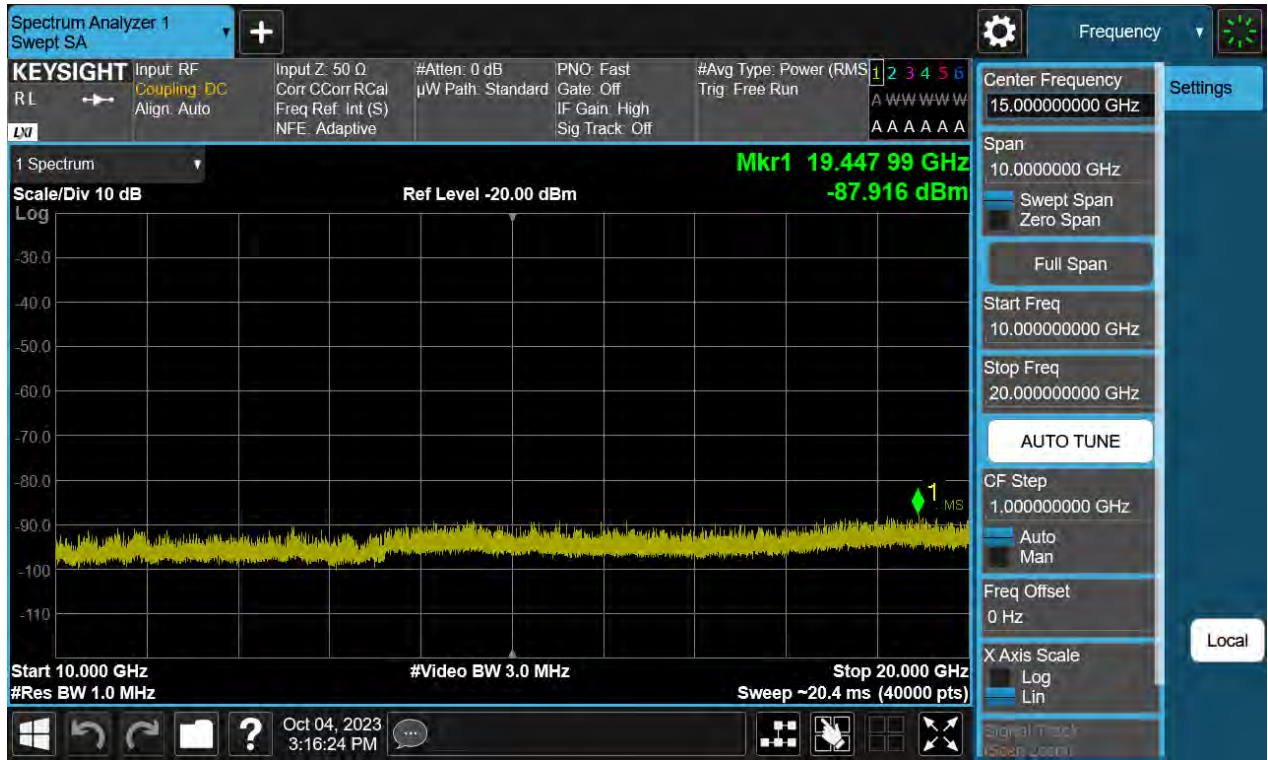 Spectrum Analyzer 1
Swept SA
+
Frequency
KEYSIGHT
RL
LXI
Input: RF
Coupling: DC
Align: Auto
Input Z: 50 Ω
Corr CCorr RCal
Freq Ref: Int (S)
NFE: Adaptive
#Atten: 0 dB
µW Path: Standard
PNO: Fast
Gate: Off
IF Gain: High
Sig Track: Off
#Avg Type: Power (RMS
Trig: Free Run
1 2 3 4 5 6
A W W W W W
A A A A A A
Center Frequency
15.000000000 GHz
Settings
1 Spectrum
Mkr1 19.447 99 GHz
Scale/Div 10 dB
Ref Level -20.00 dBm
-87.916 dBm
Log
-30.0
-40.0
-50.0
-60.0
-70.0
-80.0
-90.0
-100
-110
1
MS
Start 10.000 GHz
#Video BW 3.0 MHz
Stop 20.000 GHz
#Res BW 1.0 MHz
Sweep ~20.4 ms (40000 pts)
Span
10.0000000 GHz
Swept Span
Zero Span
Full Span
Start Freq
10.000000000 GHz
Stop Freq
20.000000000 GHz
AUTO TUNE
CF Step
1.000000000 GHz
Auto
Man
Freq Offset
0 Hz
X Axis Scale
Log
Lin
Signal Track
(Span Zoom)
Local
?
Oct 04, 2023
3:16:24 PM